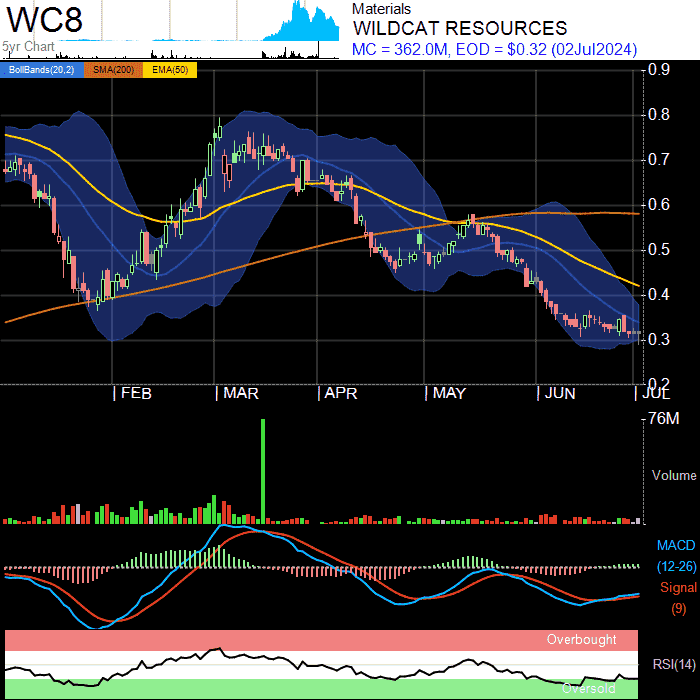 WC8
5yr Chart
Materials
WILDCAT RESOURCES
MC = 362.0M, EOD = $0.32 (02Jul2024)
BollBands(20,2) SMA(200) EMA(50)
0.9
0.8
0.7
0.6
0.5
0.4
0.3
0.2
FEB MAR APR MAY JUN JUL
76M
Volume
MACD
(12-26)
Signal
(9)
Overbought
RSI(14)
Oversold